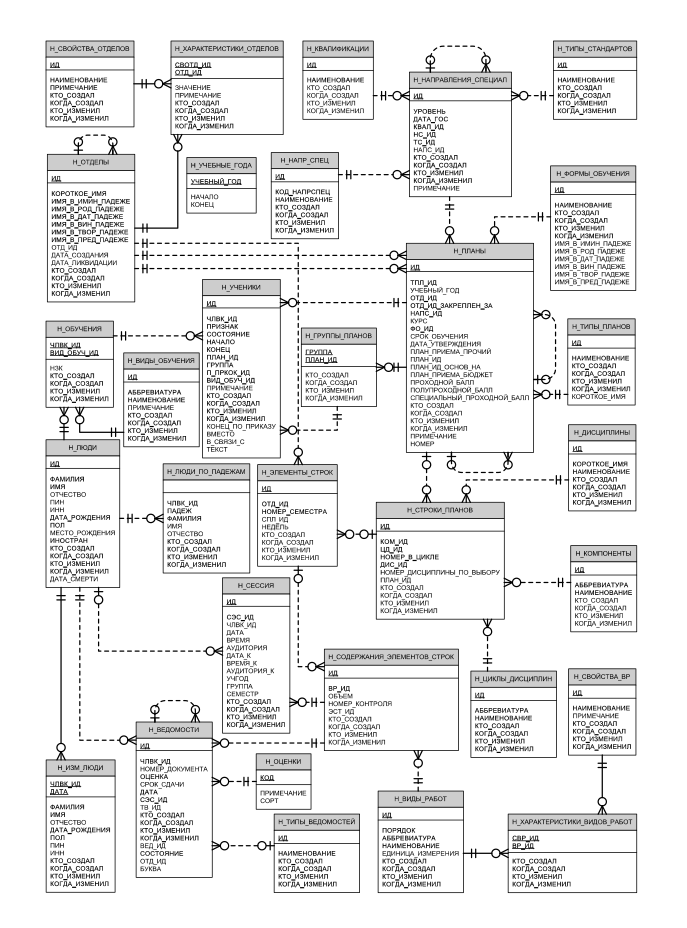 Н_СВОЙСТВА_ОТДЕЛОВ
ИД
НАИМЕНОВАНИЕ
ПРИМЕЧАНИЕ
КТО_СОЗДАЛ
КОГДА_СОЗДАЛ
КТО_ИЗМЕНИЛ
КОГДА_ИЗМЕНИЛ
Н_ХАРАКТЕРИСТИКИ_ОТДЕЛОВ
СВОТД_ИД
ОТД_ИД
ЗНАЧЕНИЕ
ПРИМЕЧАНИЕ
КТО_СОЗДАЛ
КОГДА_СОЗДАЛ
КТО_ИЗМЕНИЛ
КОГДА_ИЗМЕНИЛ
Н_КВАЛИФИКАЦИИ
ИД
НАИМЕНОВАНИЕ
КТО_СОЗДАЛ
КОГДА_СОЗДАЛ
КТО_ИЗМЕНИЛ
КОГДА_ИЗМЕНИЛ
Н_НАПРАВЛЕНИЯ_СПЕЦИАЛ
ИД
УРОВЕНЬ
ДАТА_ГОС
КВАЛ_ИД
НС_ИД
ТС_ИД
НАПС_ИД
КТО_СОЗДАЛ
КОГДА_СОЗДАЛ
КТО_ИЗМЕНИЛ
КОГДА_ИЗМЕНИЛ
ПРИМЕЧАНИЕ
Н_ТИПЫ_СТАНДАРТОВ
ИД
НАИМЕНОВАНИЕ
КТО_СОЗДАЛ
КОГДА_СОЗДАЛ
КТО_ИЗМЕНИЛ
КОГДА_ИЗМЕНИЛ
Н_ОТДЕЛЫ
ИД
КОРОТКОЕ_ИМЯ
ИМЯ_В_ИМИН_ПАДЕЖЕ
ИМЯ_В_РОД_ПАДЕЖЕ
ИМЯ_В_ДАТ_ПАДЕЖЕ
ИМЯ_В_ВИН_ПАДЕЖЕ
ИМЯ_В_ТВОР_ПАДЕЖЕ
ИМЯ_В_ПРЕД_ПАДЕЖЕ
ОТД_ИД
ДАТА_СОЗДАНИЯ
ДАТА_ЛИКВИДАЦИИ
КТО_СОЗДАЛ
КОГДА_СОЗДАЛ
КТО_ИЗМЕНИЛ
КОГДА_ИЗМЕНИЛ
Н_УЧЕБНЫЕ_ГОДА
УЧЕБНЫЙ_ГОД
НАЧАЛО
КОНЕЦ
Н_НАПР_СПЕЦ
ИД
КОД_НАПРСПЕЦ
НАИМЕНОВАНИЕ
КТО_СОЗДАЛ
КОГДА_СОЗДАЛ
КТО_ИЗМЕНИЛ
КОГДА_ИЗМЕНИЛ
Н_ФОРМЫ_ОБУЧЕНИЯ
ИД
НАИМЕНОВАНИЕ
КТО_СОЗДАЛ
КОГДА_СОЗДАЛ
КТО_ИЗМЕНИЛ
КОГДА_ИЗМЕНИЛ
ИМЯ_В_ИМИН_ПАДЕЖЕ
ИМЯ_В_РОД_ПАДЕЖЕ
ИМЯ_В_ДАТ_ПАДЕЖЕ
ИМЯ_В_ВИН_ПАДЕЖЕ
ИМЯ_В_ТВОР_ПАДЕЖЕ
ИМЯ_В_ПРЕД_ПАДЕЖЕ
Н_ПЛАНЫ
ИД
ТПЛ_ИД
УЧЕБНЫЙ_ГОД
ОТД_ИД
ОТД_ИД_ЗАКРЕПЛЕН_ЗА
НАПС_ИД
КУРС
ФО_ИД
СРОК_ОБУЧЕНИЯ
ДАТА_УТВЕРЖДЕНИЯ
ПЛАН_ПРИЕМА_ПРОЧИЙ
ПЛАН_ИД
ПЛАН_ИД_ОСНОВ_НА
ПЛАН_ПРИЕМА_БЮДЖЕТ
ПРОХОДНОЙ_БАЛЛ
ПОЛУПРОХОДНОЙ_БАЛЛ
СПЕЦИАЛЬНЫЙ_ПРОХОДНОЙ_БАЛЛ
КТО_СОЗДАЛ
КОГДА_СОЗДАЛ
КТО_ИЗМЕНИЛ
КОГДА_ИЗМЕНИЛ
ПРИМЕЧАНИЕ
НОМЕР
Н_УЧЕНИКИ
ИД
ЧЛВК_ИД
ПРИЗНАК
СОСТОЯНИЕ
НАЧАЛО
КОНЕЦ
ПЛАН_ИД
ГРУППА
П_ПРКОК_ИД
ВИД_ОБУЧ_ИД
ПРИМЕЧАНИЕ
КТО_СОЗДАЛ
КОГДА_СОЗДАЛ
КТО_ИЗМЕНИЛ
КОГДА_ИЗМЕНИЛ
КОНЕЦ_ПО_ПРИКАЗУ
ВМЕСТО
В_СВЯЗИ_С
ТЕКСТ
Н_ОБУЧЕНИЯ
ЧЛВК_ИД
ВИД_ОБУЧ_ИД
НЗК
КТО_СОЗДАЛ
КОГДА_СОЗДАЛ
КТО_ИЗМЕНИЛ
КОГДА_ИЗМЕНИЛ
Н_ВИДЫ_ОБУЧЕНИЯ
ИД
АББРЕВИАТУРА
НАИМЕНОВАНИЕ
ПРИМЕЧАНИЕ
КТО_СОЗДАЛ
КОГДА_СОЗДАЛ
КТО_ИЗМЕНИЛ
КОГДА_ИЗМЕНИЛ
Н_ГРУППЫ_ПЛАНОВ
ГРУППА
ПЛАН_ИД
КТО_СОЗДАЛ
КОГДА_СОЗДАЛ
КТО_ИЗМЕНИЛ
КОГДА_ИЗМЕНИЛ
Н_ТИПЫ_ПЛАНОВ
ИД
НАИМЕНОВАНИЕ
КТО_СОЗДАЛ
КОГДА_СОЗДАЛ
КТО_ИЗМЕНИЛ
КОГДА_ИЗМЕНИЛ
КОРОТКОЕ_ИМЯ
Н_ЛЮДИ
ИД
ФАМИЛИЯ
ИМЯ
ОТЧЕСТВО
ПИН
ИНН
ДАТА_РОЖДЕНИЯ
ПОЛ
МЕСТО_РОЖДЕНИЯ
ИНОСТРАН
КТО_СОЗДАЛ
КОГДА_СОЗДАЛ
КТО_ИЗМЕНИЛ
КОГДА_ИЗМЕНИЛ
ДАТА_СМЕРТИ
Н_ЛЮДИ_ПО_ПАДЕЖАМ
ЧЛВК_ИД
ПАДЕЖ
ФАМИЛИЯ
ИМЯ
ОТЧЕСТВО
КТО_СОЗДАЛ
КОГДА_СОЗДАЛ
КТО_ИЗМЕНИЛ
КОГДА_ИЗМЕНИЛ
Н_ЭЛЕМЕНТЫ_СТРОК
ИД
ОТД_ИД
НОМЕР_СЕМЕСТРА
СПЛ_ИД
НЕДЕЛЬ
КТО_СОЗДАЛ
КОГДА_СОЗДАЛ
КТО_ИЗМЕНИЛ
КОГДА_ИЗМЕНИЛ
Н_ДИСЦИПЛИНЫ
ИД
КОРОТКОЕ_ИМЯ
НАИМЕНОВАНИЕ
КТО_СОЗДАЛ
КОГДА_СОЗДАЛ
КТО_ИЗМЕНИЛ
КОГДА_ИЗМЕНИЛ
Н_СТРОКИ_ПЛАНОВ
ИД
КОМ_ИД
ЦД_ИД
НОМЕР_В_ЦИКЛЕ
ДИС_ИД
НОМЕР_ДИСЦИПЛИНЫ_ПО_ВЫБОРУ
ПЛАН_ИД
КТО_СОЗДАЛ
КОГДА_СОЗДАЛ
КТО_ИЗМЕНИЛ
КОГДА_ИЗМЕНИЛ
Н_КОМПОНЕНТЫ
ИД
АББРЕВИАТУРА
НАИМЕНОВАНИЕ
КТО_СОЗДАЛ
КОГДА_СОЗДАЛ
КТО_ИЗМЕНИЛ
КОГДА_ИЗМЕНИЛ
Н_СЕССИЯ
ИД
СЭС_ИД
ЧЛВК_ИД
ДАТА
ВРЕМЯ
АУДИТОРИЯ
ДАТА_К
ВРЕМЯ_К
АУДИТОРИЯ_К
УЧГОД
ГРУППА
СЕМЕСТР
КТО_СОЗДАЛ
КОГДА_СОЗДАЛ
КТО_ИЗМЕНИЛ
КОГДА_ИЗМЕНИЛ
Н_СОДЕРЖАНИЯ_ЭЛЕМЕНТОВ_СТРОК
ИД
ВР_ИД
ОБЪЕМ
НОМЕР_КОНТРОЛЯ
ЭСТ_ИД
КТО_СОЗДАЛ
КОГДА_СОЗДАЛ
КТО_ИЗМЕНИЛ
КОГДА_ИЗМЕНИЛ
Н_ЦИКЛЫ_ДИСЦИПЛИН
ИД
АББРЕВИАТУРА
НАИМЕНОВАНИЕ
КТО_СОЗДАЛ
КОГДА_СОЗДАЛ
КТО_ИЗМЕНИЛ
КОГДА_ИЗМЕНИЛ
Н_СВОЙСТВА_ВР
ИД
НАИМЕНОВАНИЕ
ПРИМЕЧАНИЕ
КТО_СОЗДАЛ
КОГДА_СОЗДАЛ
КТО_ИЗМЕНИЛ
КОГДА_ИЗМЕНИЛ
Н_ВЕДОМОСТИ
ИД
ЧЛВК_ИД
НОМЕР_ДОКУМЕНТА
ОЦЕНКА
СРОК_СДАЧИ
ДАТА
СЭС_ИД
ТВ_ИД
КТО_СОЗДАЛ
КОГДА_СОЗДАЛ
КТО_ИЗМЕНИЛ
КОГДА_ИЗМЕНИЛ
ВЕД_ИД
СОСТОЯНИЕ
ОТД_ИД
БУКВА
Н_ИЗМ_ЛЮДИ
ЧЛВК_ИД
ДАТА
ФАМИЛИЯ
ИМЯ
ОТЧЕСТВО
ДАТА_РОЖДЕНИЯ
ПОЛ
ПИН
ИНН
КТО_СОЗДАЛ
КОГДА_СОЗДАЛ
КТО_ИЗМЕНИЛ
КОГДА_ИЗМЕНИЛ
Н_ОЦЕНКИ
КОД
ПРИМЕЧАНИЕ
СОРТ
Н_ТИПЫ_ВЕДОМОСТЕЙ
ИД
НАИМЕНОВАНИЕ
КТО_СОЗДАЛ
КОГДА_СОЗДАЛ
КТО_ИЗМЕНИЛ
КОГДА_ИЗМЕНИЛ
Н_ВИДЫ_РАБОТ
ИД
ПОРЯДОК
АББРЕВИАТУРА
НАИМЕНОВАНИЕ
ЕДИНИЦА_ИЗМЕРЕНИЯ
КТО_СОЗДАЛ
КОГДА_СОЗДАЛ
КТО_ИЗМЕНИЛ
КОГДА_ИЗМЕНИЛ
Н_ХАРАКТЕРИСТИКИ_ВИДОВ_РАБОТ
СВР_ИД
ВР_ИД
КТО_СОЗДАЛ
КОГДА_СОЗДАЛ
КТО_ИЗМЕНИЛ
КОГДА_ИЗМЕНИЛ